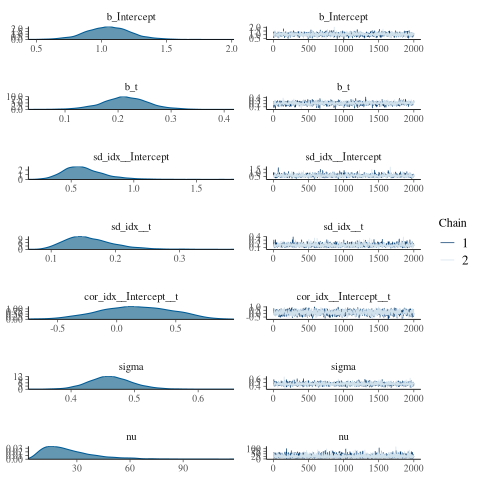 b_Intercept
b_Intercept
0.5 1.0 1.5 2.0
0 500 1000 1500 2000
b_t
b_t
0.1 0.2 0.3 0.4
0 500 1000 1500 2000
sd_idx__Intercept
sd_idx__Intercept
0.5 1.0 1.5
0 500 1000 1500 2000
sd_idx__t
sd_idx__t
0.1 0.2 0.3
0 500 1000 1500 2000
Chain
1
2
cor_idx__Intercept__t
cor_idx__Intercept__t
-0.5 0.0 0.5
0 500 1000 1500 2000
sigma
sigma
0.4 0.5 0.6
0 500 1000 1500 2000
nu
nu
30 60 90
0 500 1000 1500 2000